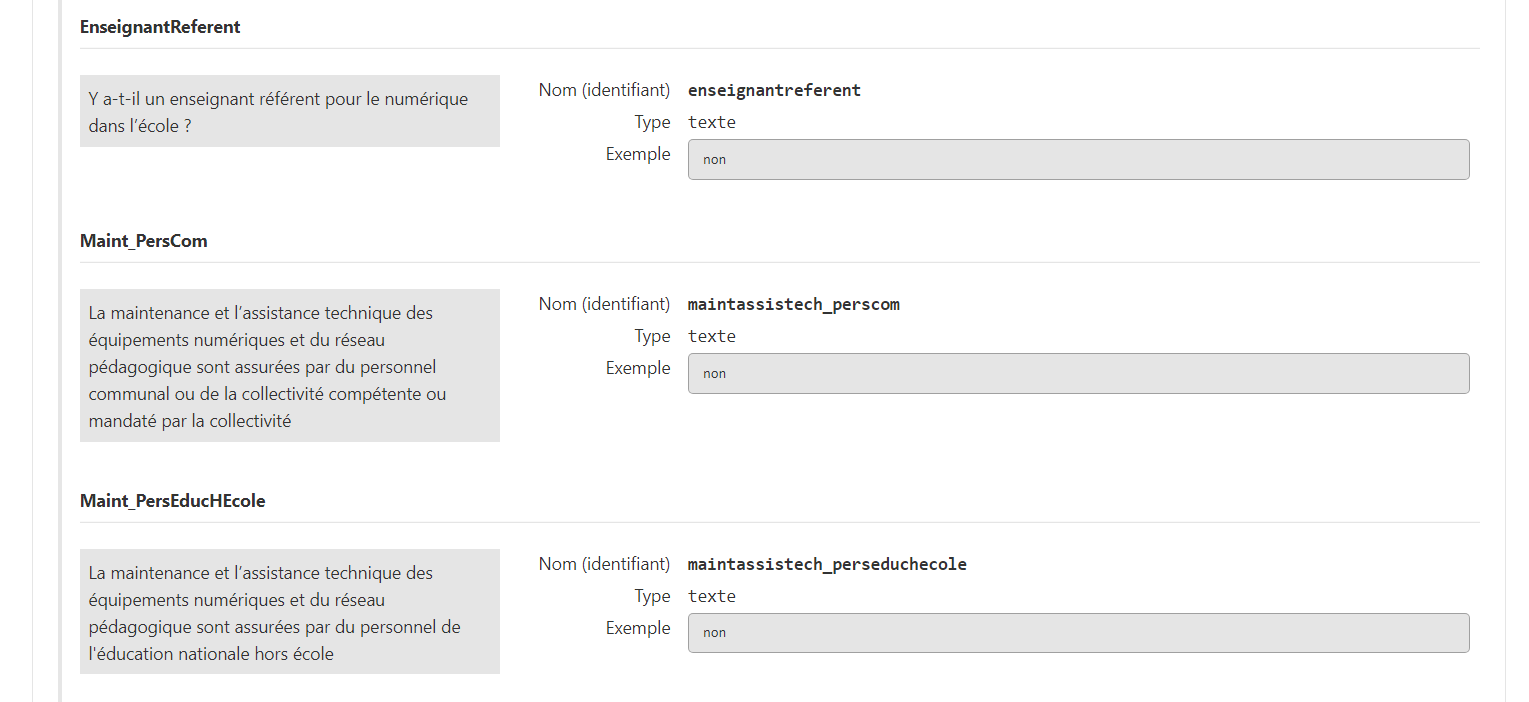 EnseignantReferent
Y a-t-il un enseignant référent pour le numérique
dans l’école ?
Nom (identifiant) enseignantreferent
Type texte
Exemple non
Maint_PersCom
La maintenance et l’assistance technique des
équipements numériques et du réseau
pédagogique sont assurées par du personnel
communal ou de la collectivité compétente ou
mandaté par la collectivité
Nom (identifiant) maintassistech_perscom
Type texte
Exemple non
Maint_PersEducHEcole
La maintenance et l’assistance technique des
équipements numériques et du réseau
pédagogique sont assurées par du personnel de
l'éducation nationale hors école
Nom (identifiant) maintassistech_perseduchecole
Type texte
Exemple non